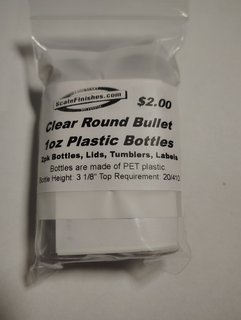 ScaleFinishes.com
$2.00
Clear Round Bullet
1oz Plastic Bottles
2pk Bottles, Lids, Tumblers, Labels
Bottles are made of PET plastic
Bottle Height: 3 1/8" Top Requirement: 20/410